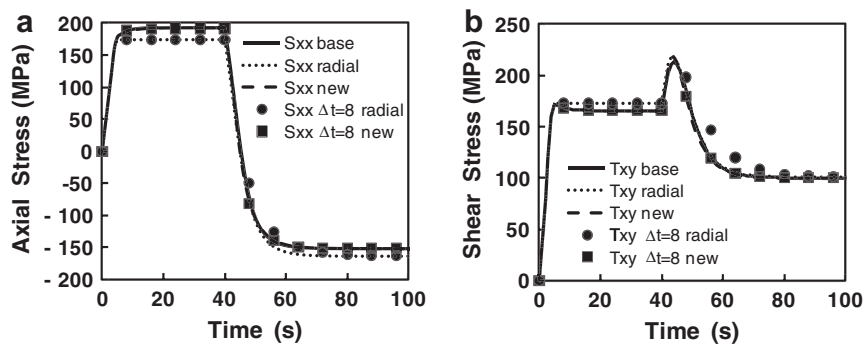 a
Axial Stress (MPa)
200
150
100
50
0
-50
- 100
- 150
- 200
0 20 40 60 80 100
Time (s)
Sxx base
Sxx radial
Sxx new
Sxx Δt=8 radial
Sxx Δt=8 new
b
Shear Stress (MPa)
250
200
150
100
50
0
0 20 40 60 80 100
Time (s)
Txy base
Txy radial
Txy new
Txy Δt=8 radial
Txy Δt=8 new